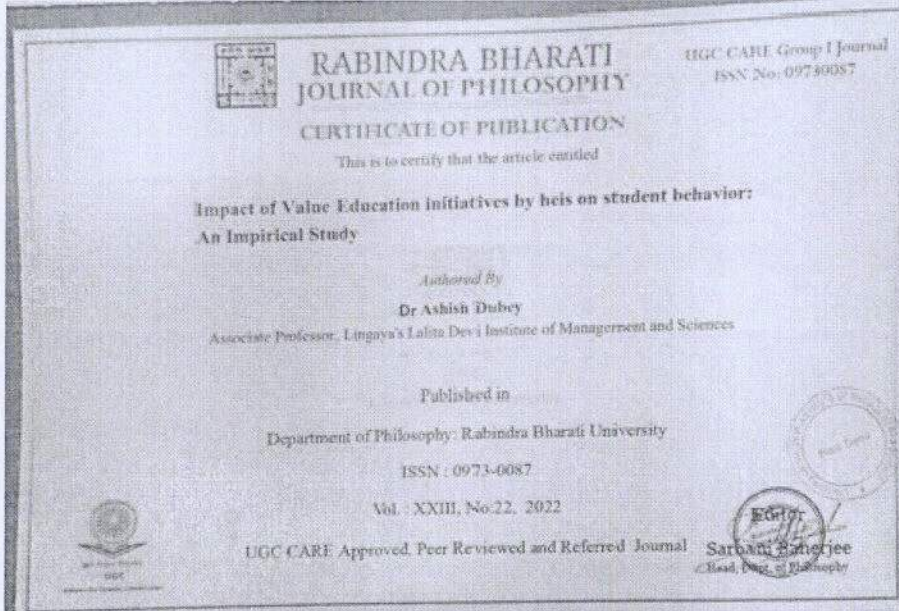 RABINDRA BHARATI
JOURNAL OF PHILOSOPHY
UGC CARE Group I Journal
ISSN No: 09730087
CERTIFICATE OF PUBLICATION
This is to certify that the article entitled
Impact of Value Education initiatives by heis on student behavior:
An Impirical Study
Authored By
Dr Ashish Dubey
Associate Professor, Lingaya's Lalita Devi Institute of Management and Sciences
Published in
Department of Philosophy: Rabindra Bharati University
ISSN : 0973-0087
Vol. : XXIII, No.22, 2022
UGC CARE Approved, Peer Reviewed and Referred Journal
Editor
Sarbani Banerjee
Head, Dept. of Philosophy
UGC